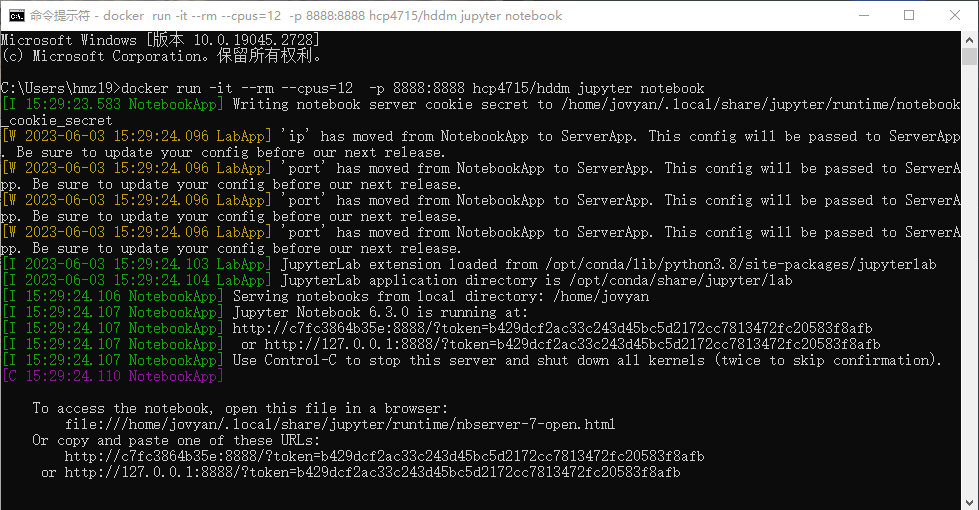 命令提示符 - docker  run -it --rm --cpus=12  -p 8888:8888 hcp4715/hddm jupyter notebook
Microsoft Windows [版本 10.0.19045.2728]
(c) Microsoft Corporation。保留所有权利。
C:\Users\hmz19>docker run -it --rm --cpus=12  -p 8888:8888 hcp4715/hddm jupyter notebook
[I 15:29:23.583 NotebookApp] Writing notebook server cookie secret to /home/jovyan/.local/share/jupyter/runtime/notebook
_cookie_secret
[W 2023-06-03 15:29:24.096 LabApp] 'ip' has moved from NotebookApp to ServerApp. This config will be passed to ServerApp
. Be sure to update your config before our next release.
[W 2023-06-03 15:29:24.096 LabApp] 'port' has moved from NotebookApp to ServerApp. This config will be passed to ServerA
pp. Be sure to update your config before our next release.
[W 2023-06-03 15:29:24.096 LabApp] 'port' has moved from NotebookApp to ServerApp. This config will be passed to ServerA
pp. Be sure to update your config before our next release.
[W 2023-06-03 15:29:24.096 LabApp] 'port' has moved from NotebookApp to ServerApp. This config will be passed to ServerA
pp. Be sure to update your config before our next release.
[I 2023-06-03 15:29:24.103 LabApp] JupyterLab extension loaded from /opt/conda/lib/python3.8/site-packages/jupyterlab
[I 2023-06-03 15:29:24.104 LabApp] JupyterLab application directory is /opt/conda/share/jupyter/lab
[I 15:29:24.106 NotebookApp] Serving notebooks from local directory: /home/jovyan
[I 15:29:24.107 NotebookApp] Jupyter Notebook 6.3.0 is running at:
[I 15:29:24.107 NotebookApp] http://c7fc3864b35e:8888/?token=b429dcf2ac33c243d45bc5d2172cc7813472fc20583f8afb
[I 15:29:24.107 NotebookApp]  or http://127.0.0.1:8888/?token=b429dcf2ac33c243d45bc5d2172cc7813472fc20583f8afb
[I 15:29:24.107 NotebookApp] Use Control-C to stop this server and shut down all kernels (twice to skip confirmation).
[C 15:29:24.110 NotebookApp]
To access the notebook, open this file in a browser:
file:///home/jovyan/.local/share/jupyter/runtime/nbserver-7-open.html
Or copy and paste one of these URLs:
http://c7fc3864b35e:8888/?token=b429dcf2ac33c243d45bc5d2172cc7813472fc20583f8afb
or http://127.0.0.1:8888/?token=b429dcf2ac33c243d45bc5d2172cc7813472fc20583f8afb